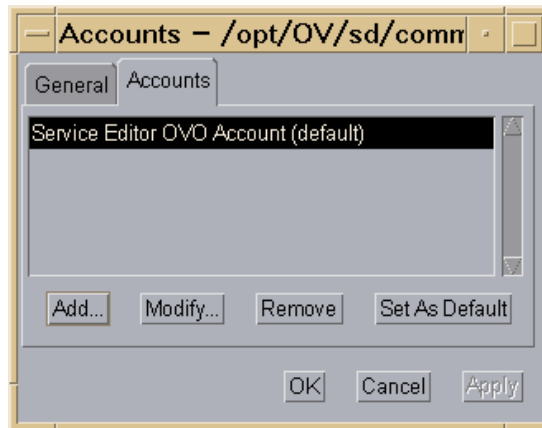 Accounts – /opt/OV/sd/comm
General Accounts
Service Editor OVO Account (default)
Add... Modify... Remove Set As Default
OK Cancel Apply